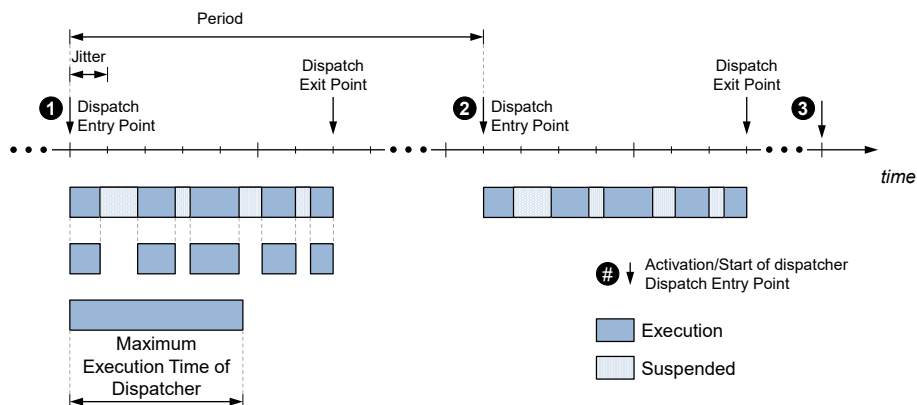 Period
Jitter
1
Dispatch
Entry Point
Dispatch
Exit Point
2
Dispatch
Entry Point
Dispatch
Exit Point
3
time
Maximum
Execution Time of
Dispatcher
# Activation/Start of dispatcher
Dispatch Entry Point
Execution
Suspended